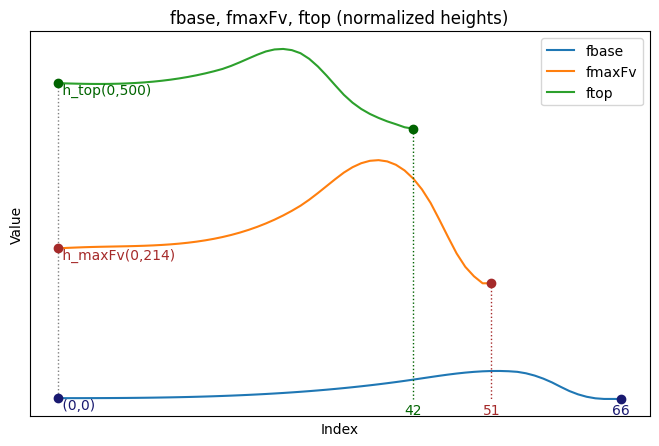 fbase, fmaxFv, ftop (normalized heights)
fbase
fmaxFv
ftop
h_top(0,500)
h_maxFv(0,214)
(0,0)
42
51
66
Value
Index